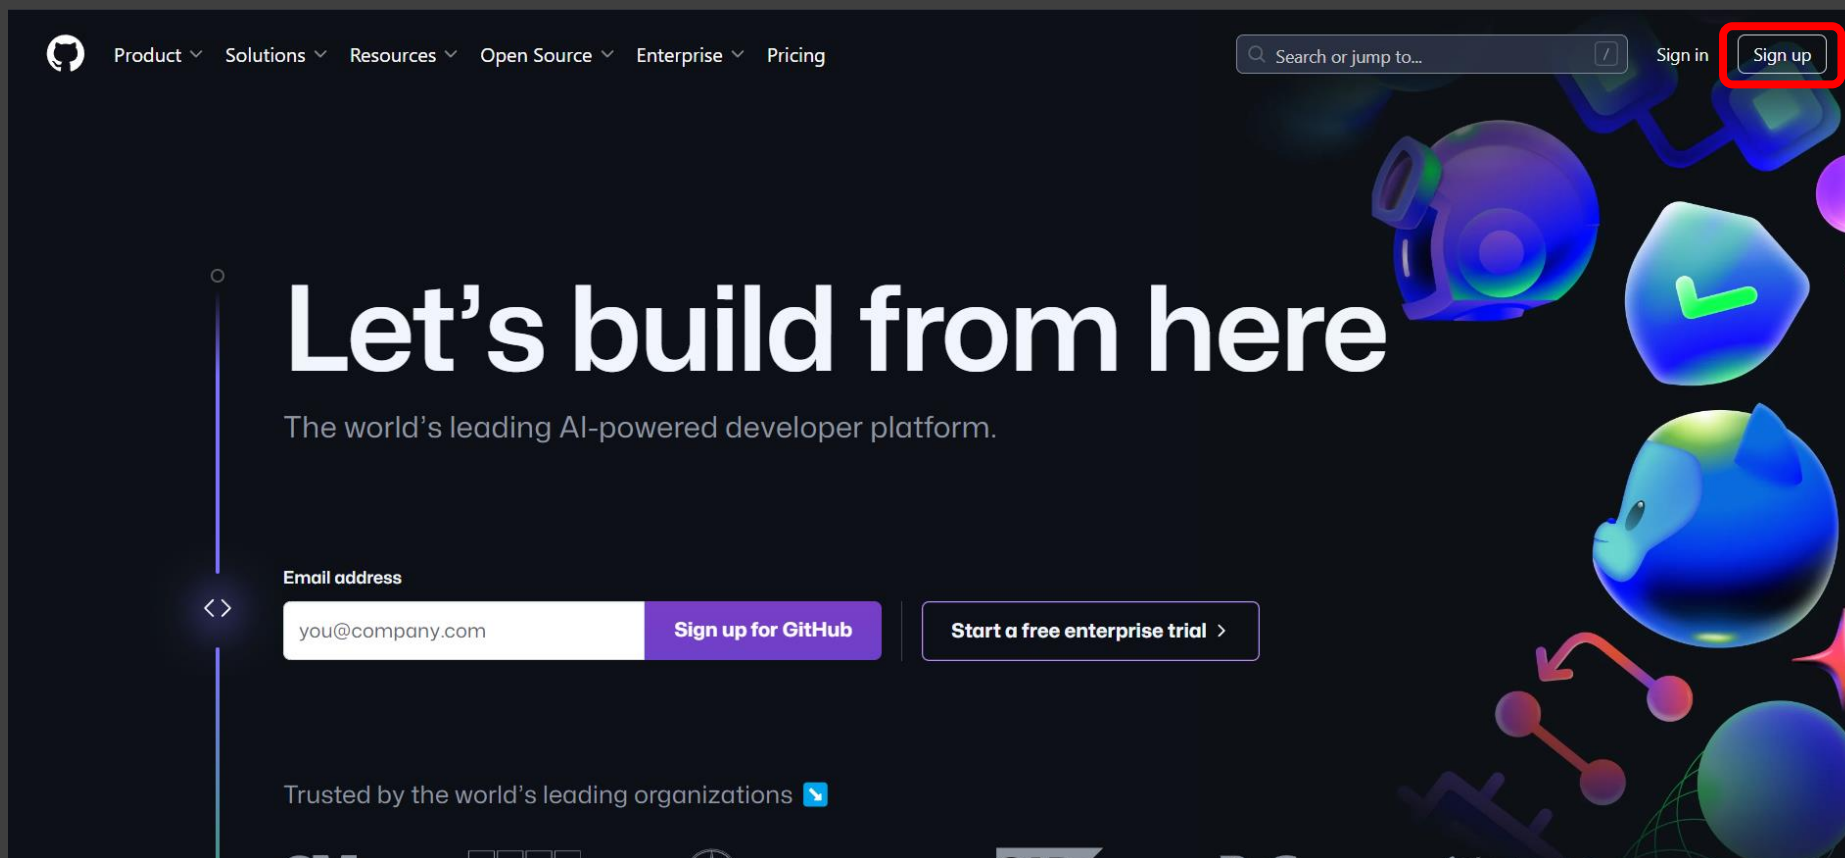 Product Solutions Resources Open Source Enterprise Pricing Search or jump to... / Sign in Sign up
Let's build from here
The world's leading AI-powered developer platform.
Email address
you@company.com Sign up for GitHub Start a free enterprise trial
Trusted by the world's leading organizations